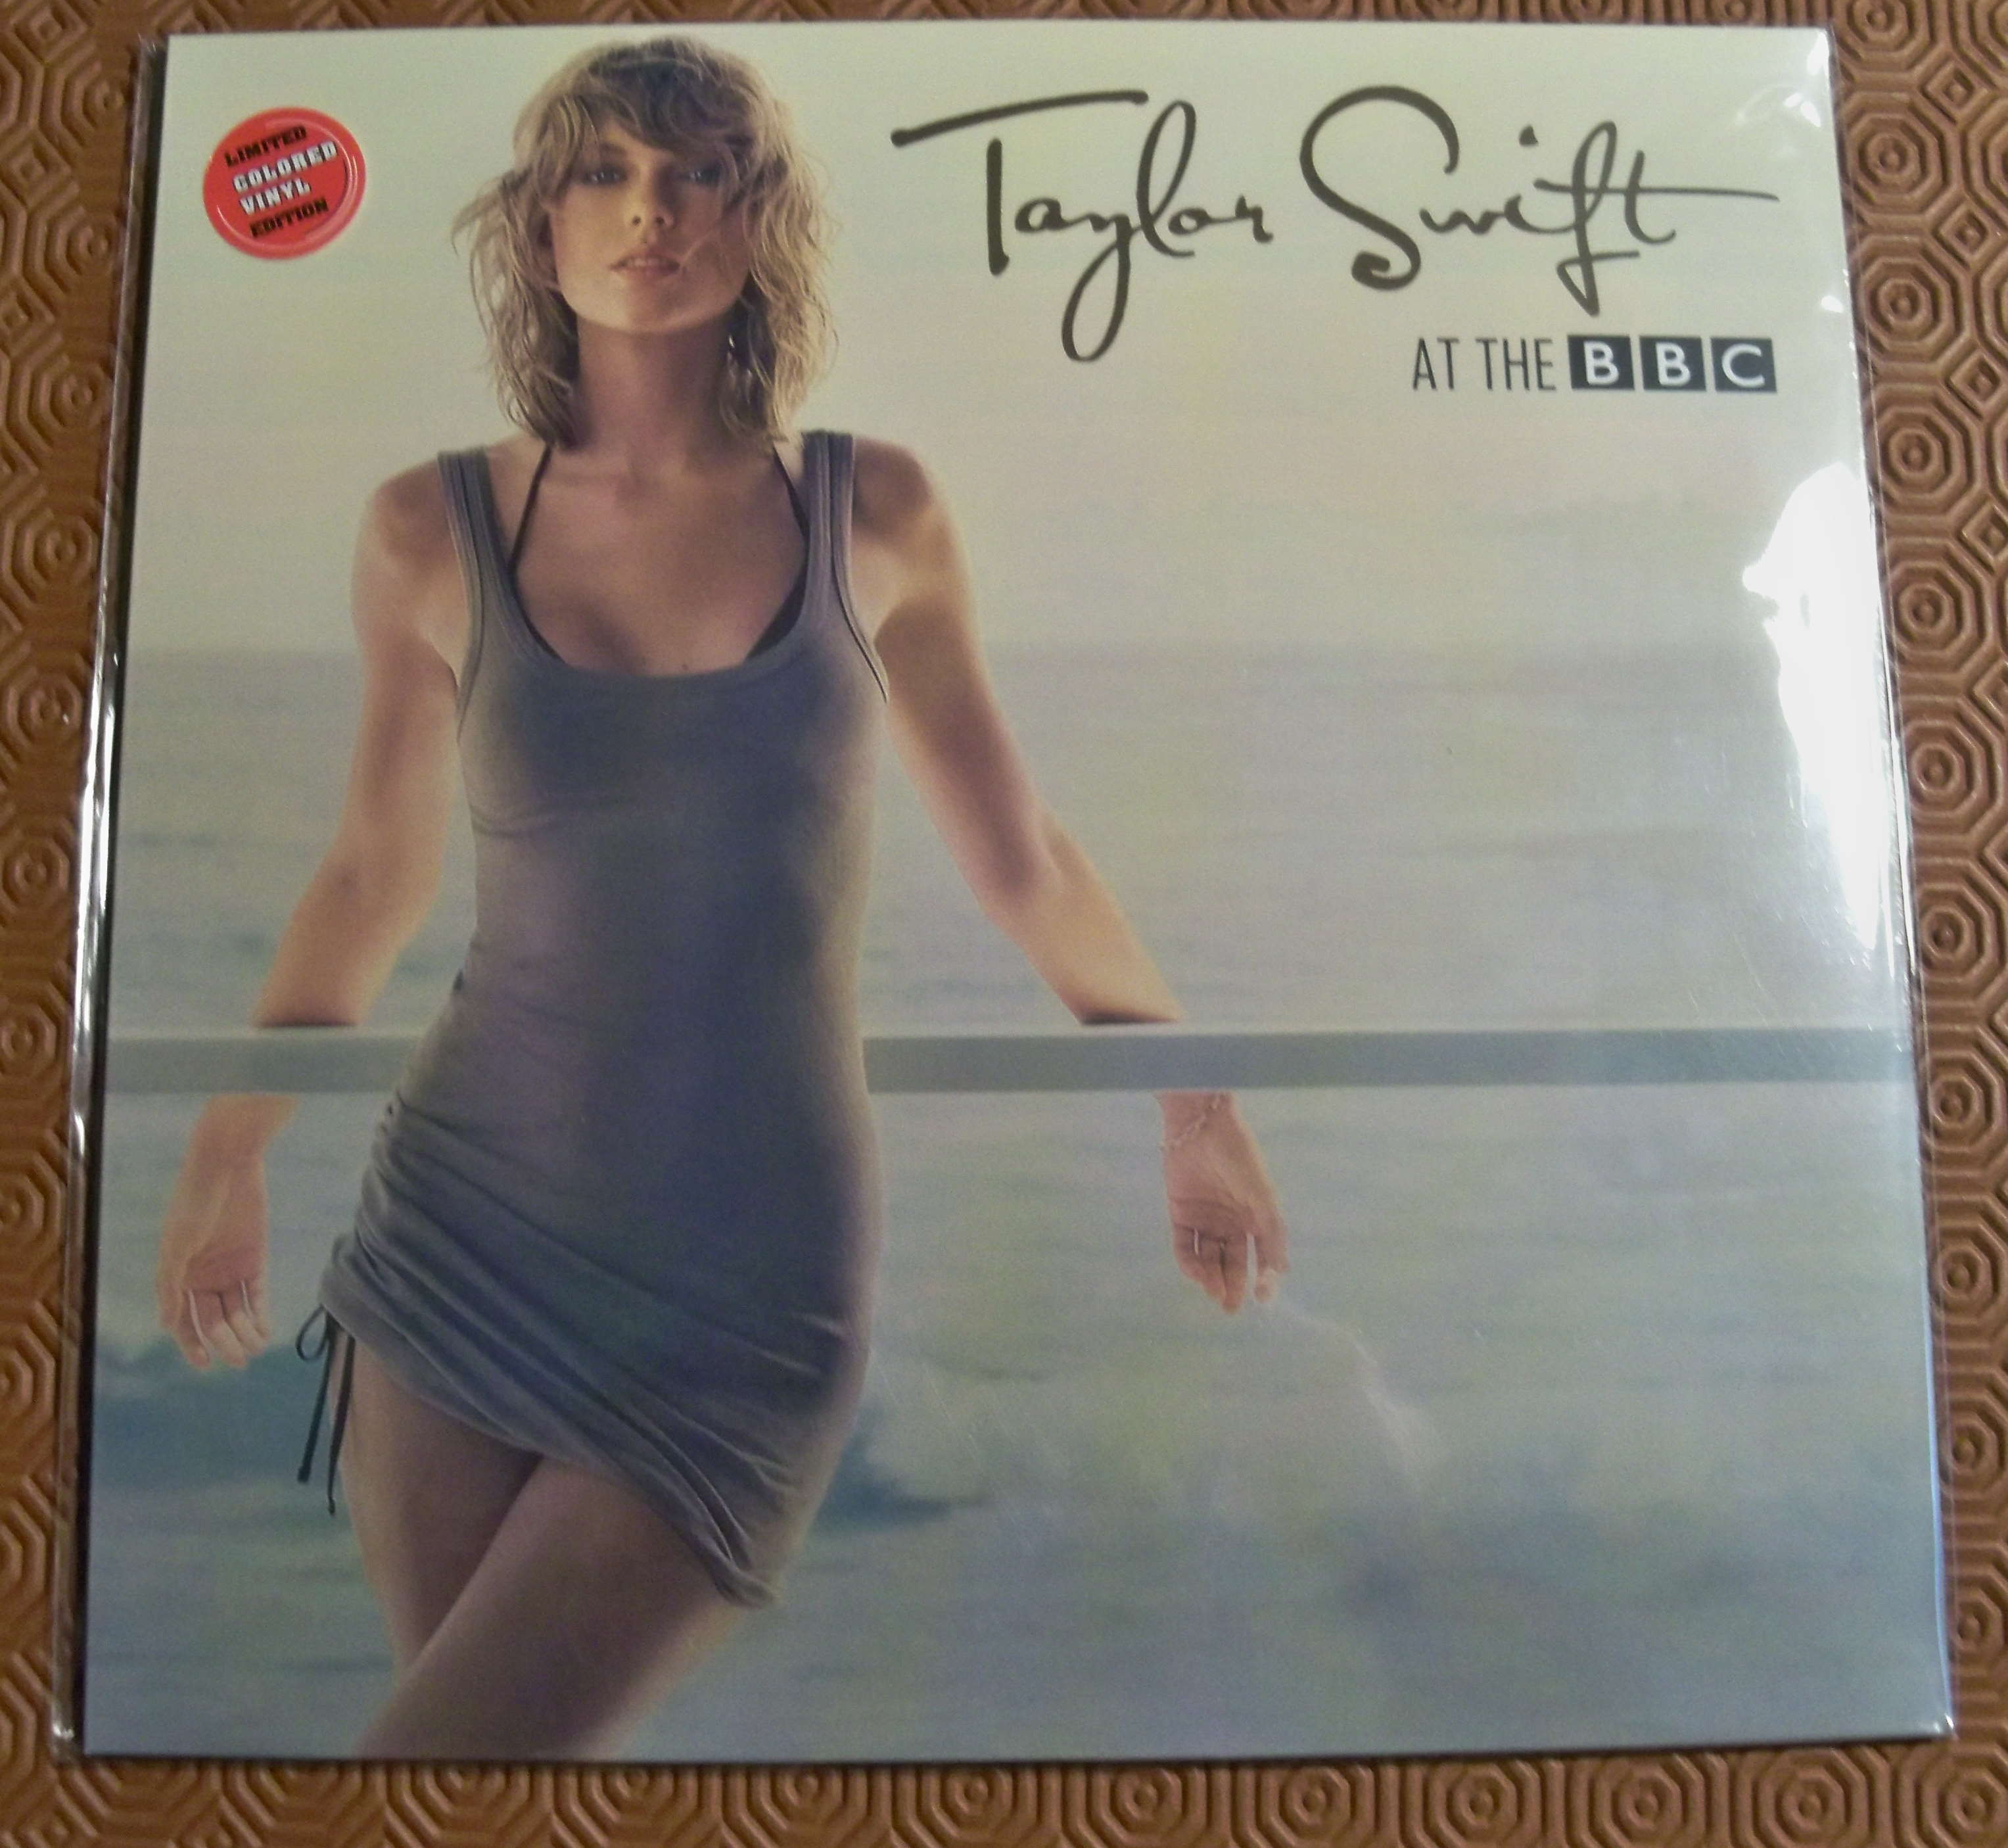 LIMITED
COLORED
VINYL
EDITION
Taylor Swift
AT THE BBC